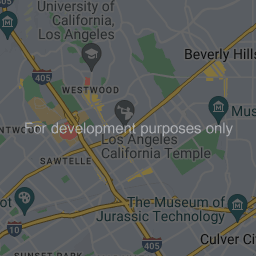 University of
California,
Los Angeles
Beverly Hills
405
WESTWOOD
Mus
For development purposes only
NTWOOD
Los Angeles
California Temple
SAWTELLE
ot
The Museum of
Jurassic Technology
10
405
Culver Cit
SUNSET PARK